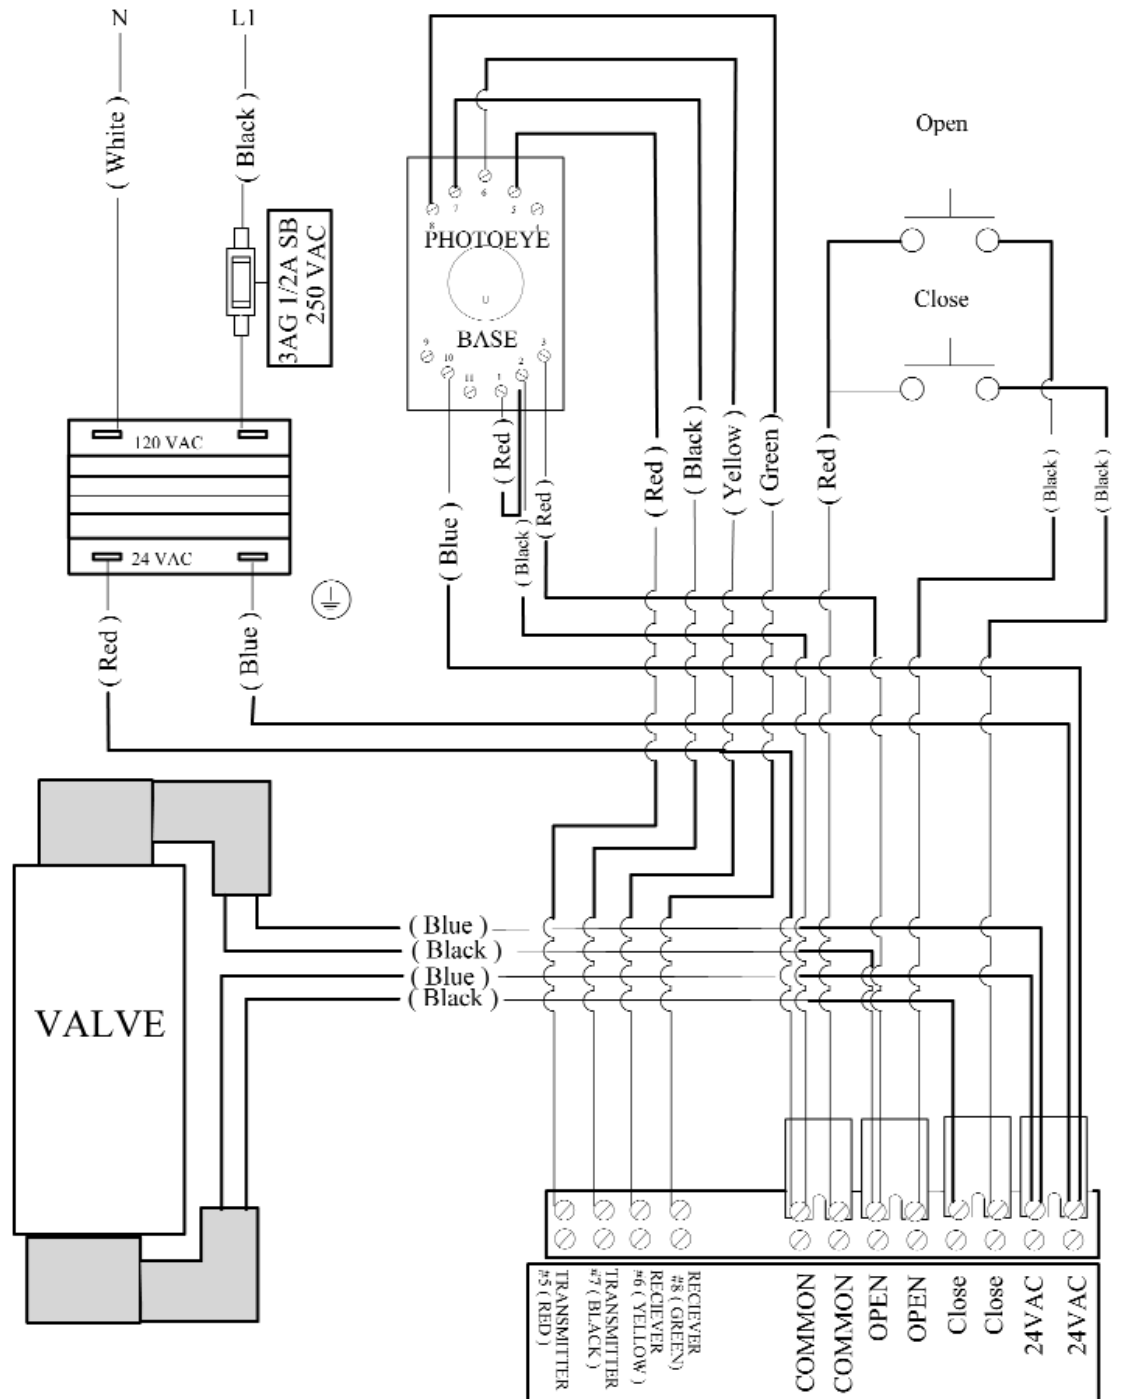 N
L1
( White )
( Black )
3AG 1/2A SB
250 VAC
120 VAC
24 VAC
( Red )
( Blue )
8
7
6
5
PHOTOEYE
U
BASE
9
10
11
1
2
3
( Blue )
( Red )
( Black )
( Red )
( Red )
( Black )
( Yellow )
( Green )
Open
Close
( Red )
( Black )
( Black )
VALVE
( Blue )
( Black )
( Blue )
( Black )
TRANSMITTER
#5 ( RED )
TRANSMITTER
#7 ( BLACK )
RECIEVER
#6 ( YELLOW )
RECIEVER
#8 ( GREEN)
COMMON
COMMON
OPEN
OPEN
Close
Close
24VAC
24VAC